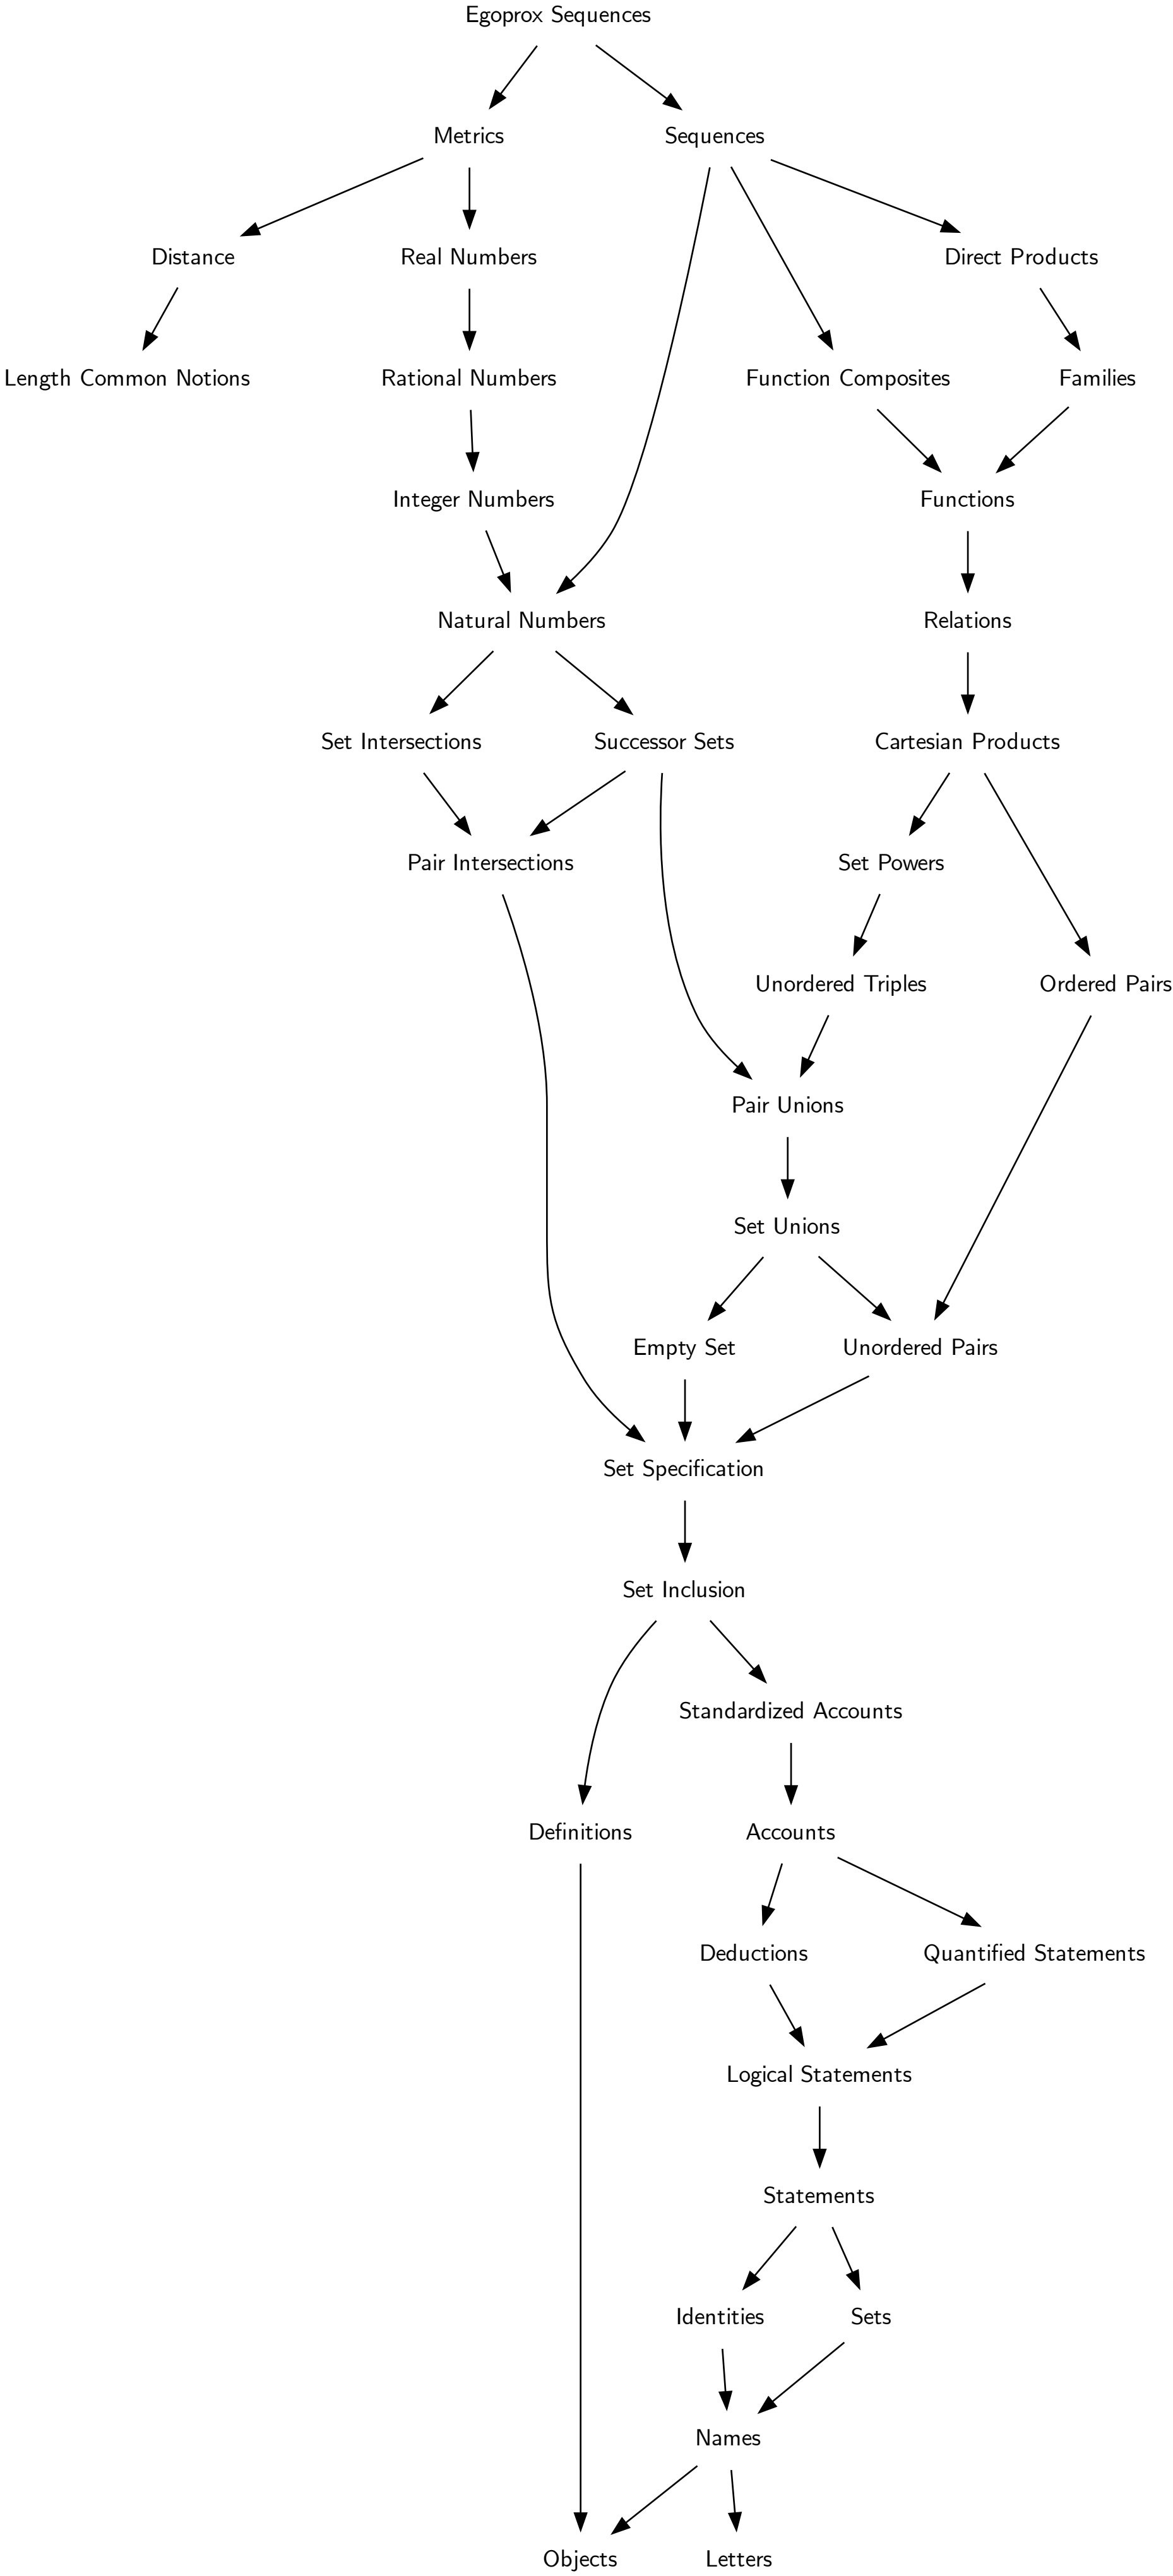 Egoprox Sequences
Metrics
Sequences
Distance
Real Numbers
Direct Products
Length Common Notions
Rational Numbers
Function Composites
Families
Integer Numbers
Functions
Natural Numbers
Relations
Set Intersections
Successor Sets
Cartesian Products
Pair Intersections
Set Powers
Unordered Triples
Ordered Pairs
Pair Unions
Set Unions
Empty Set
Unordered Pairs
Set Specification
Set Inclusion
Standardized Accounts
Definitions
Accounts
Deductions
Quantified Statements
Logical Statements
Statements
Identities
Sets
Names
Objects
Letters